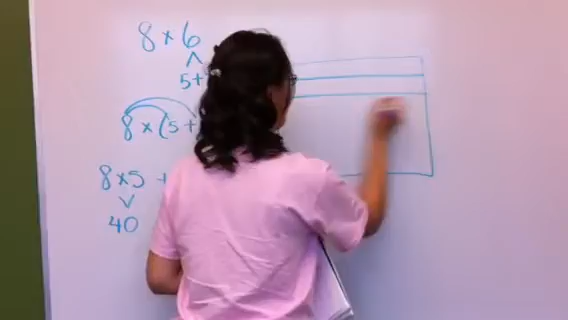 8 × 6
^
5 +
8 × (5 +
8 × 5 +
v
40